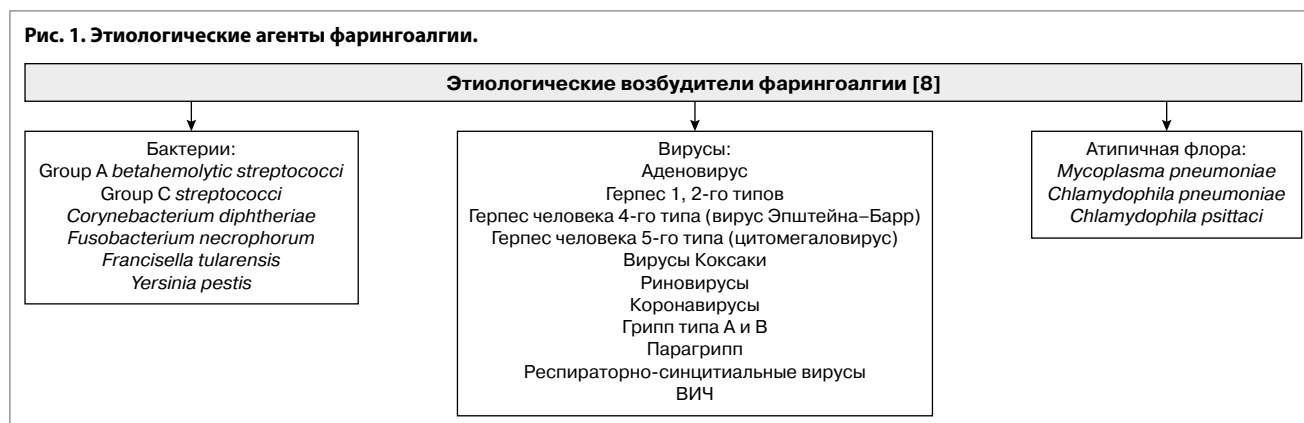 Рис. 1. Этиологические агенты фарингоалгии.
Этиологические возбудители фарингоалгии [8]
Бактерии:
Group A betahemolytic streptococci
Group C streptococci
Corynebacterium diphtheriae
Fusobacterium necrophorum
Francisella tularensis
Yersinia pestis
Вирусы:
Аденовирус
Герпес 1, 2-го типов
Герпес человека 4-го типа (вирус Эпштейна–Барр)
Герпес человека 5-го типа (цитомегаловирус)
Вирусы Коксаки
Риновирусы
Коронавирусы
Грипп типа А и В
Парагрипп
Респираторно-синцитиальные вирусы
ВИЧ
Атипичная флора:
Mycoplasma pneumoniae
Chlamydophila pneumoniae
Chlamydophila psittaci